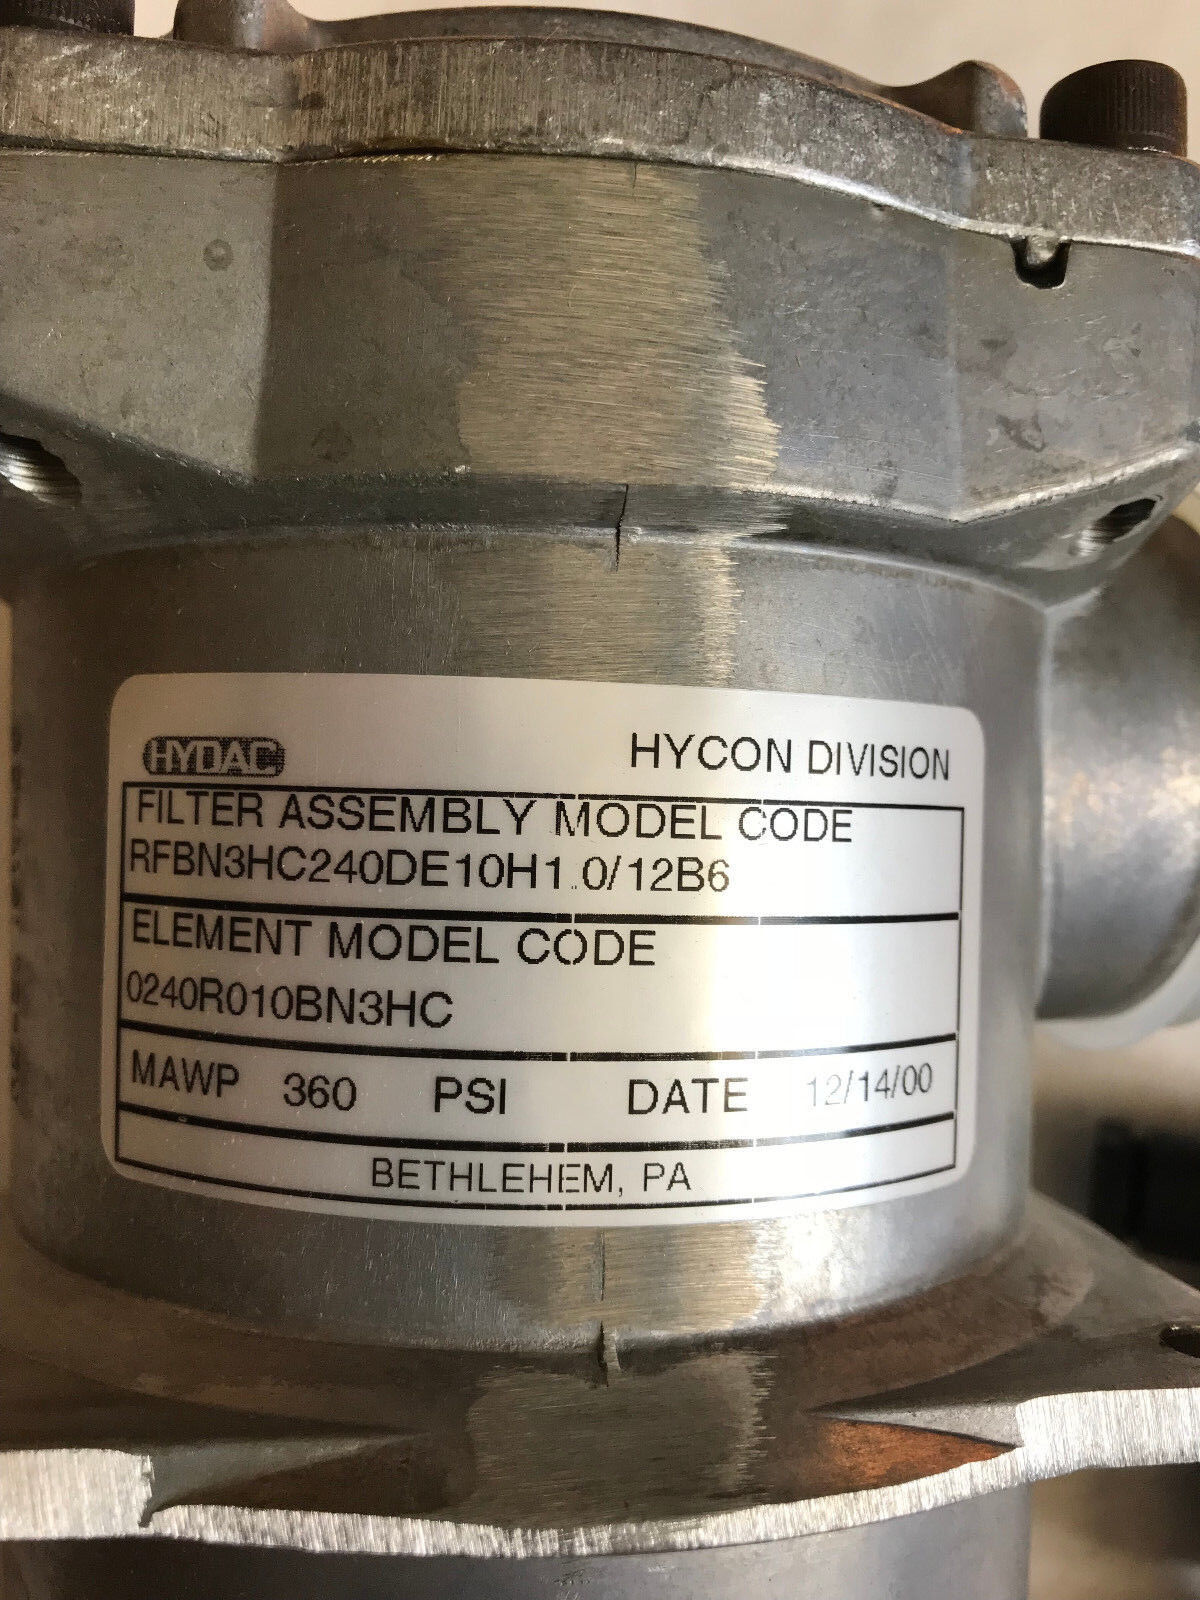 HYDAC
HYCON DIVISION
FILTER ASSEMBLY MODEL CODE
RFBN3HC240DE10H1.0/12B6
ELEMENT MODEL CODE
0240R010BN3HC
MAWP 360 PSI DATE 12/14/00
BETHLEHEM, PA